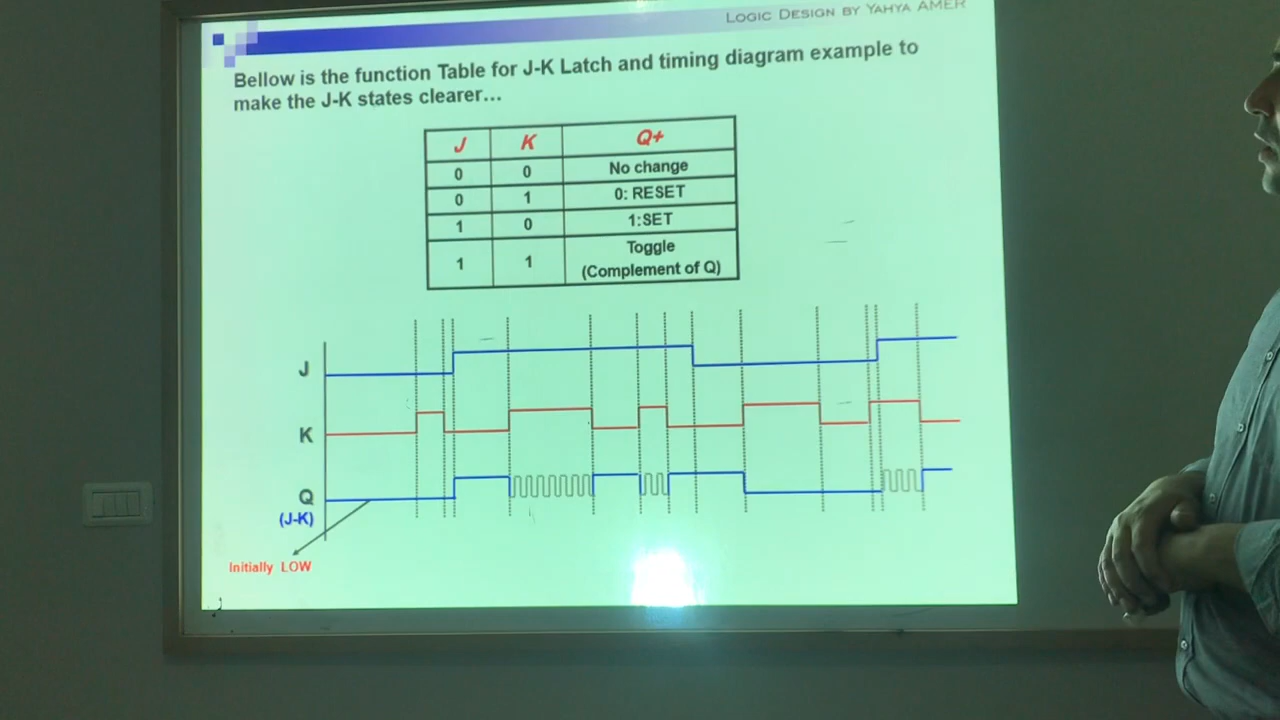 LOGIC DESIGN BY YAHYA AMER
Bellow is the function Table for J-K Latch and timing diagram example to
make the J-K states clearer...
J K Q+
0 0 No change
0 1 0: RESET
1 0 1:SET
1 1 Toggle
(Complement of Q)
J
K
Q
(J-K)
Initially LOW